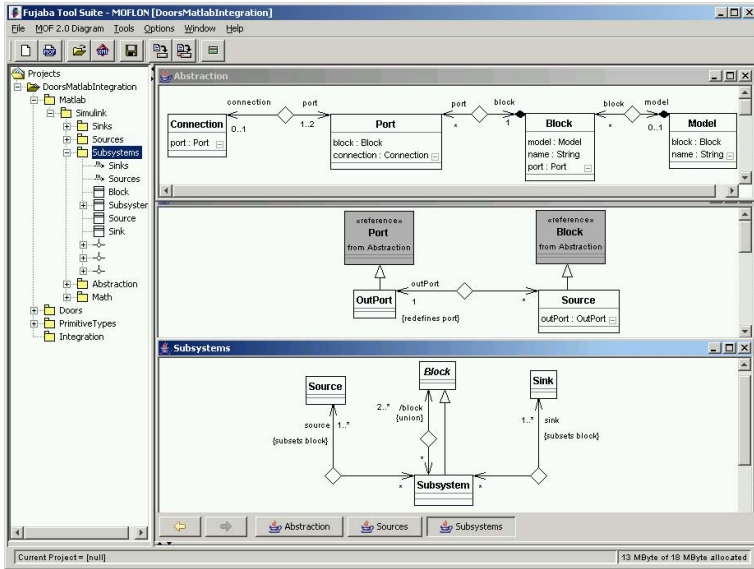 Fujaba Tool Suite - MOFLON [DoorsMatlabIntegration]
File MOF 2.0 Diagram Tools Options Window Help
Projects
DoorsMatlabIntegration
Matlab
Simulink
Sinks
Sources
Subsystems
Sinks
Sources
Block
Subsyster
Source
Sink
Abstraction
Math
Doors
PrimitiveTypes
Integration
Abstraction
connection port port block block model
Connection
port : Port
0..1 1..2
Port
block : Block
connection : Connection
* 1
Block
model : Model
name : String
port : Port
* 0..1
Model
block : Block
name : String
«reference»
Port
from Abstraction
«reference»
Block
from Abstraction
outPort
OutPort
1 *
{redefines port}
Source
outPort : OutPort
Subsystems
Source
Block
Sink
source 1..*
{subsets block}
2..* /block
{union}
1..* sink
{subsets block}
*
* Subsystem *
Abstraction Sources Subsystems
Current Project = [null]
13 MByte of 18 MByte allocated